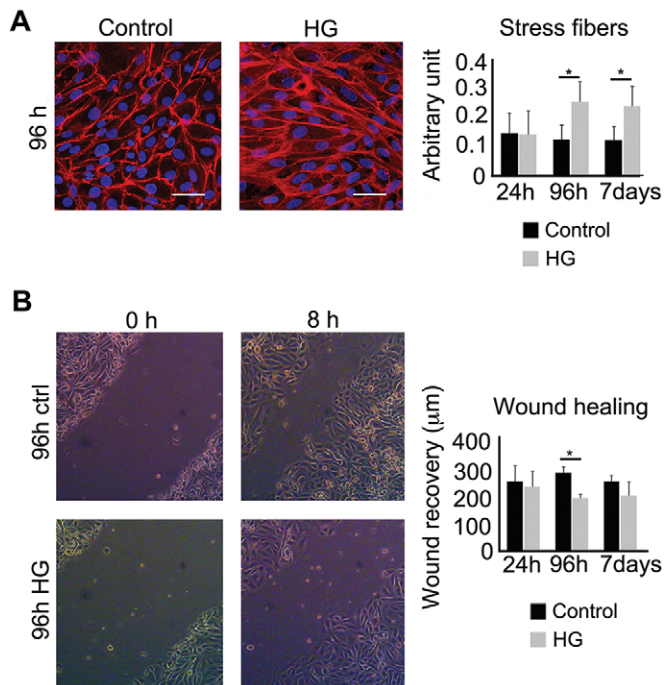 A
Control
HG
Stress fibers
96 h
Arbitrary unit
0.4
0.3
0.2
0.1
0
*
*
24h 96h 7days
Control
HG
B
0 h
8 h
96h ctrl
96h HG
Wound healing
Wound recovery (μm)
400
300
200
100
0
*
24h 96h 7days
Control
HG